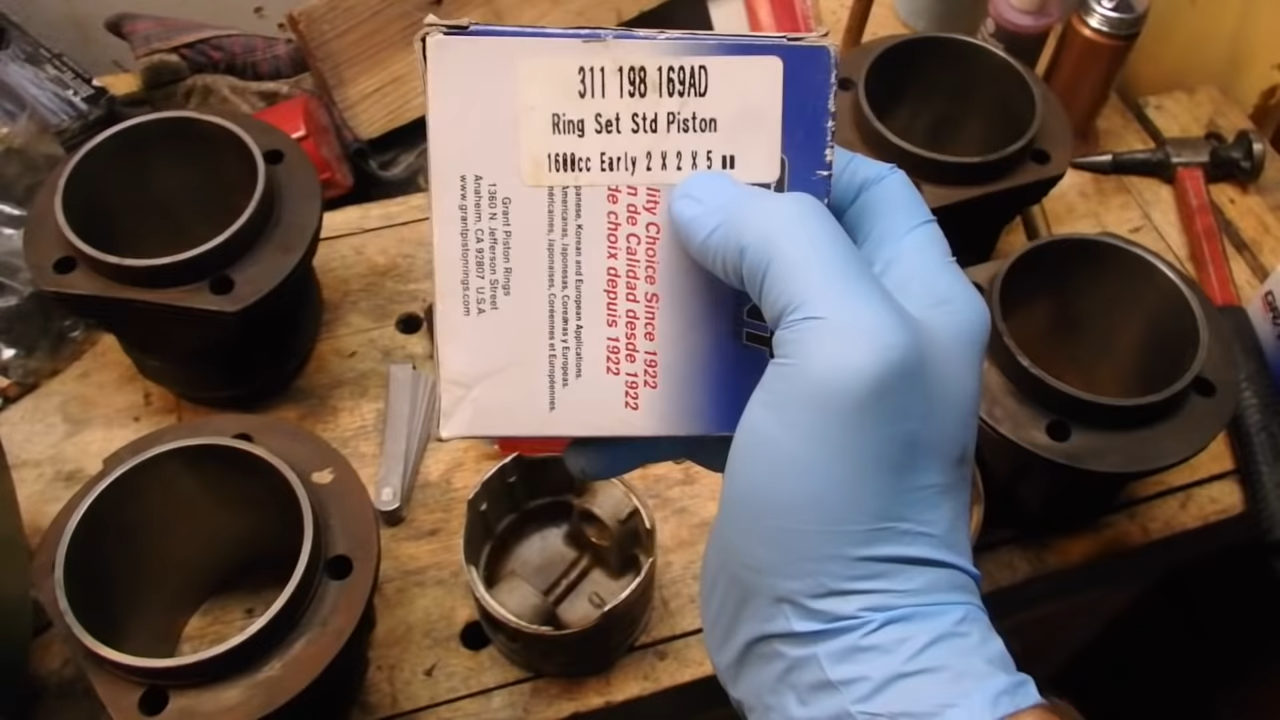 311 198 169AD
Ring Set Std Piston
1600cc Early 2 X 2 X 5 mm
lity Choice Since 1922
n de Calidad desde 1922
de choix depuis 1922
panese, Korean and European Applications.
Americanas, Japonesas, Coreanas y Europeas.
méricaines, Japonaises, Coréennes et Européennes.
Grant Piston Rings
1360 N. Jefferson Street
Anaheim, CA 92807 U.S.A.
www.grantpistonrings.com